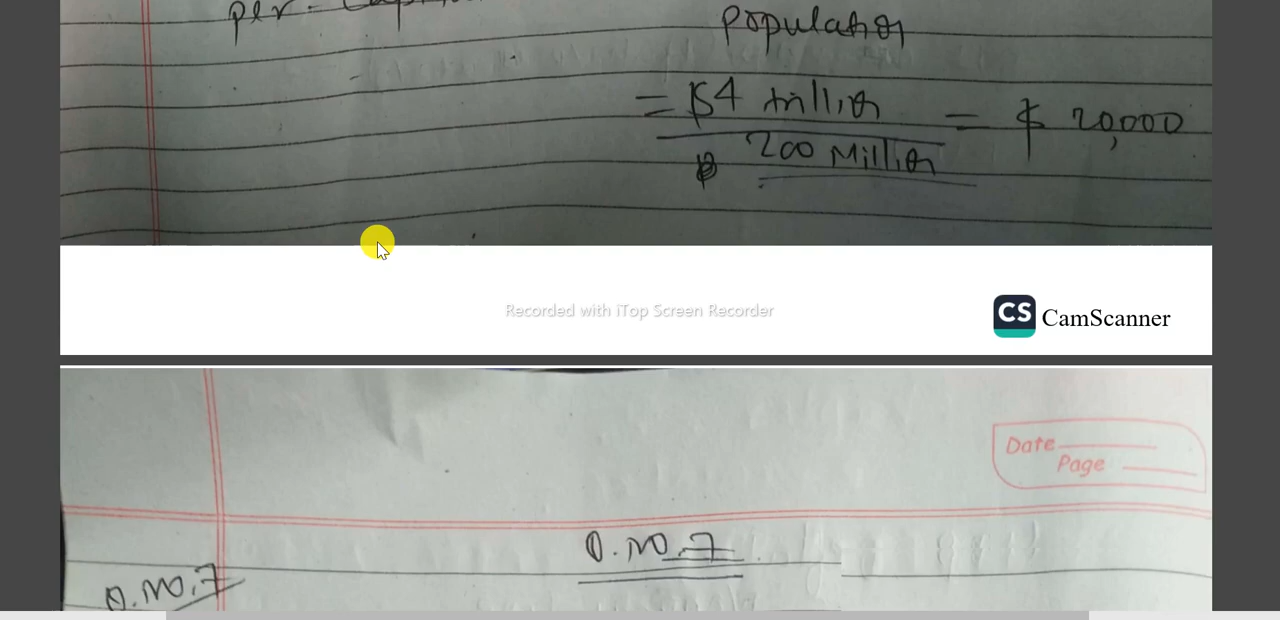 per-
population
= $4 trillion = $ 20,000
200 Million
Recorded with iTop Screen Recorder
CS CamScanner
Date
Page
Q.NO.7
Q.NO.7